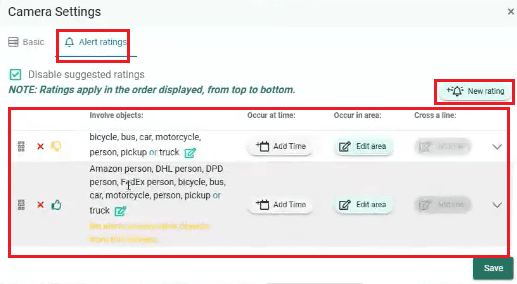 Camera Settings
×
Basic
Alert ratings
Disable suggested ratings
NOTE: Ratings apply in the order displayed, from top to bottom.
New rating
Involve objects: Occur at time: Occur in area: Cross a line:
bicycle, bus, car, motorcycle,
person, pickup or truck
Add Time
Edit area
Amazon person, DHL person, DPD
person, FedEx person, bicycle, bus,
car, motorcycle, person, pickup or
truck
Add Time
Edit area
Save